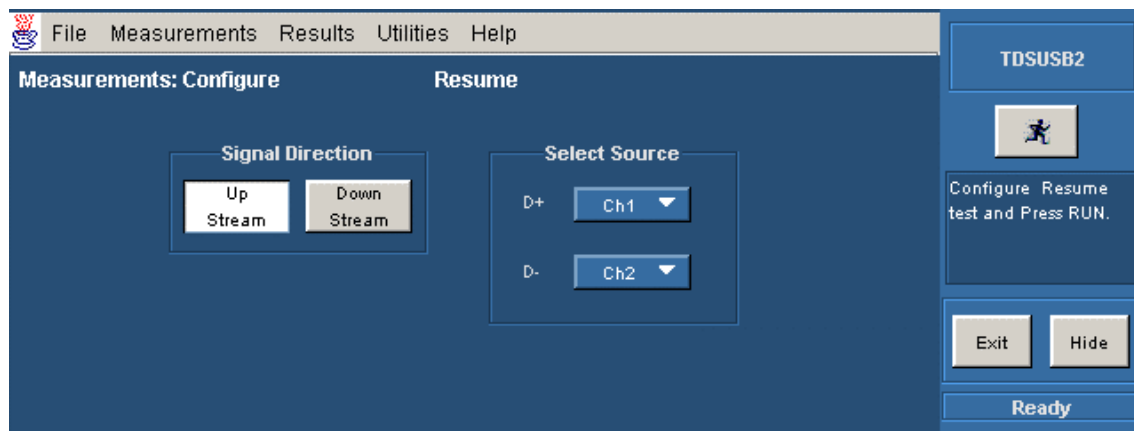 File Measurements Results Utilities Help
Measurements: Configure Resume
Signal Direction
Up Stream
Down Stream
Select Source
D+ Ch1
D- Ch2
TDSUSB2
Configure Resume
test and Press RUN.
Exit Hide
Ready